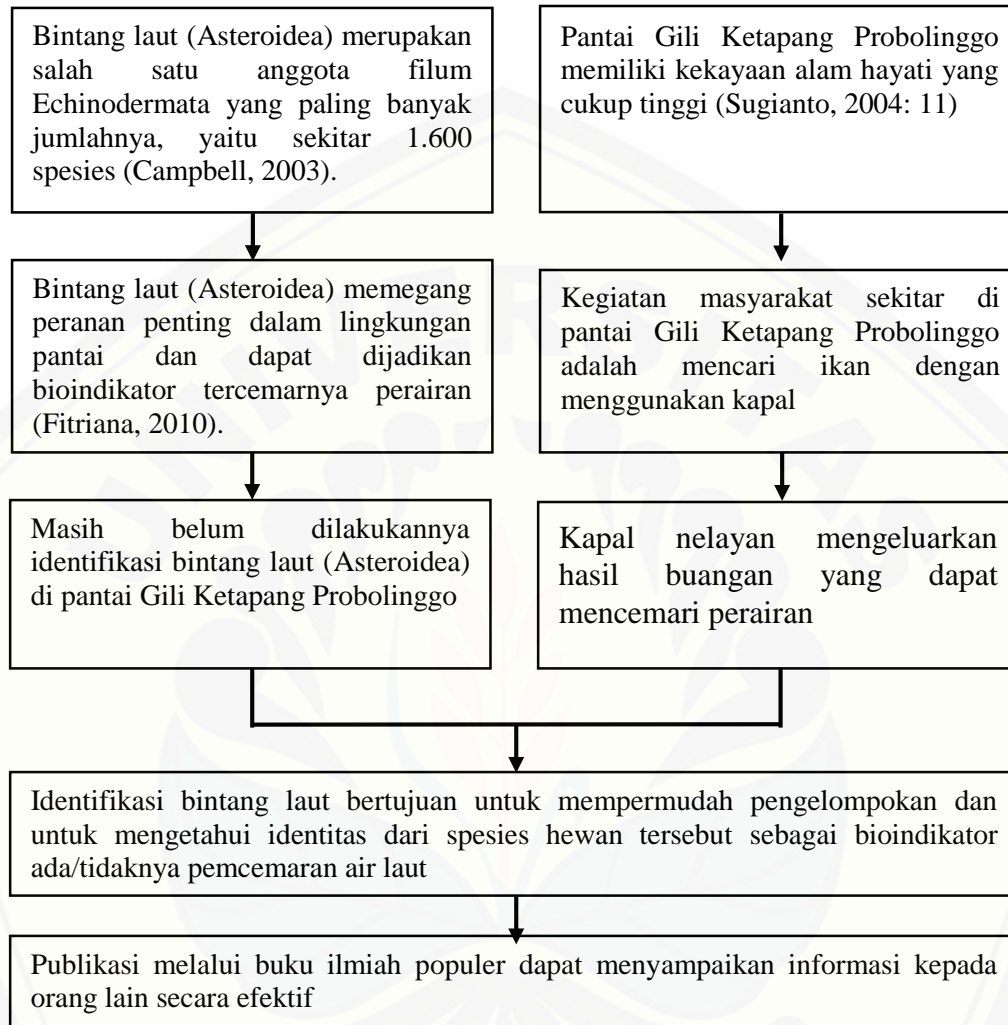 Bintang laut (Asteroidea) merupakan
salah satu anggota filum
Echinodermata yang paling banyak
jumlahnya, yaitu sekitar 1.600
spesies (Campbell, 2003).
Pantai Gili Ketapang Probolinggo
memiliki kekayaan alam hayati yang
cukup tinggi (Sugianto, 2004: 11)
Bintang laut (Asteroidea) memegang
peranan penting dalam lingkungan
pantai dan dapat dijadikan
bioindikator tercemarnya perairan
(Fitriana, 2010).
Kegiatan masyarakat sekitar di
pantai Gili Ketapang Probolinggo
adalah mencari ikan dengan
menggunakan kapal
Masih belum dilakukannya
identifikasi bintang laut (Asteroidea)
di pantai Gili Ketapang Probolinggo
Kapal nelayan mengeluarkan
hasil buangan yang dapat
mencemari perairan
Identifikasi bintang laut bertujuan untuk mempermudah pengelompokan dan
untuk mengetahui identitas dari spesies hewan tersebut sebagai bioindikator
ada/tidaknya pemcemaran air laut
Publikasi melalui buku ilmiah populer dapat menyampaikan informasi kepada
orang lain secara efektif
UNIVERSITAS